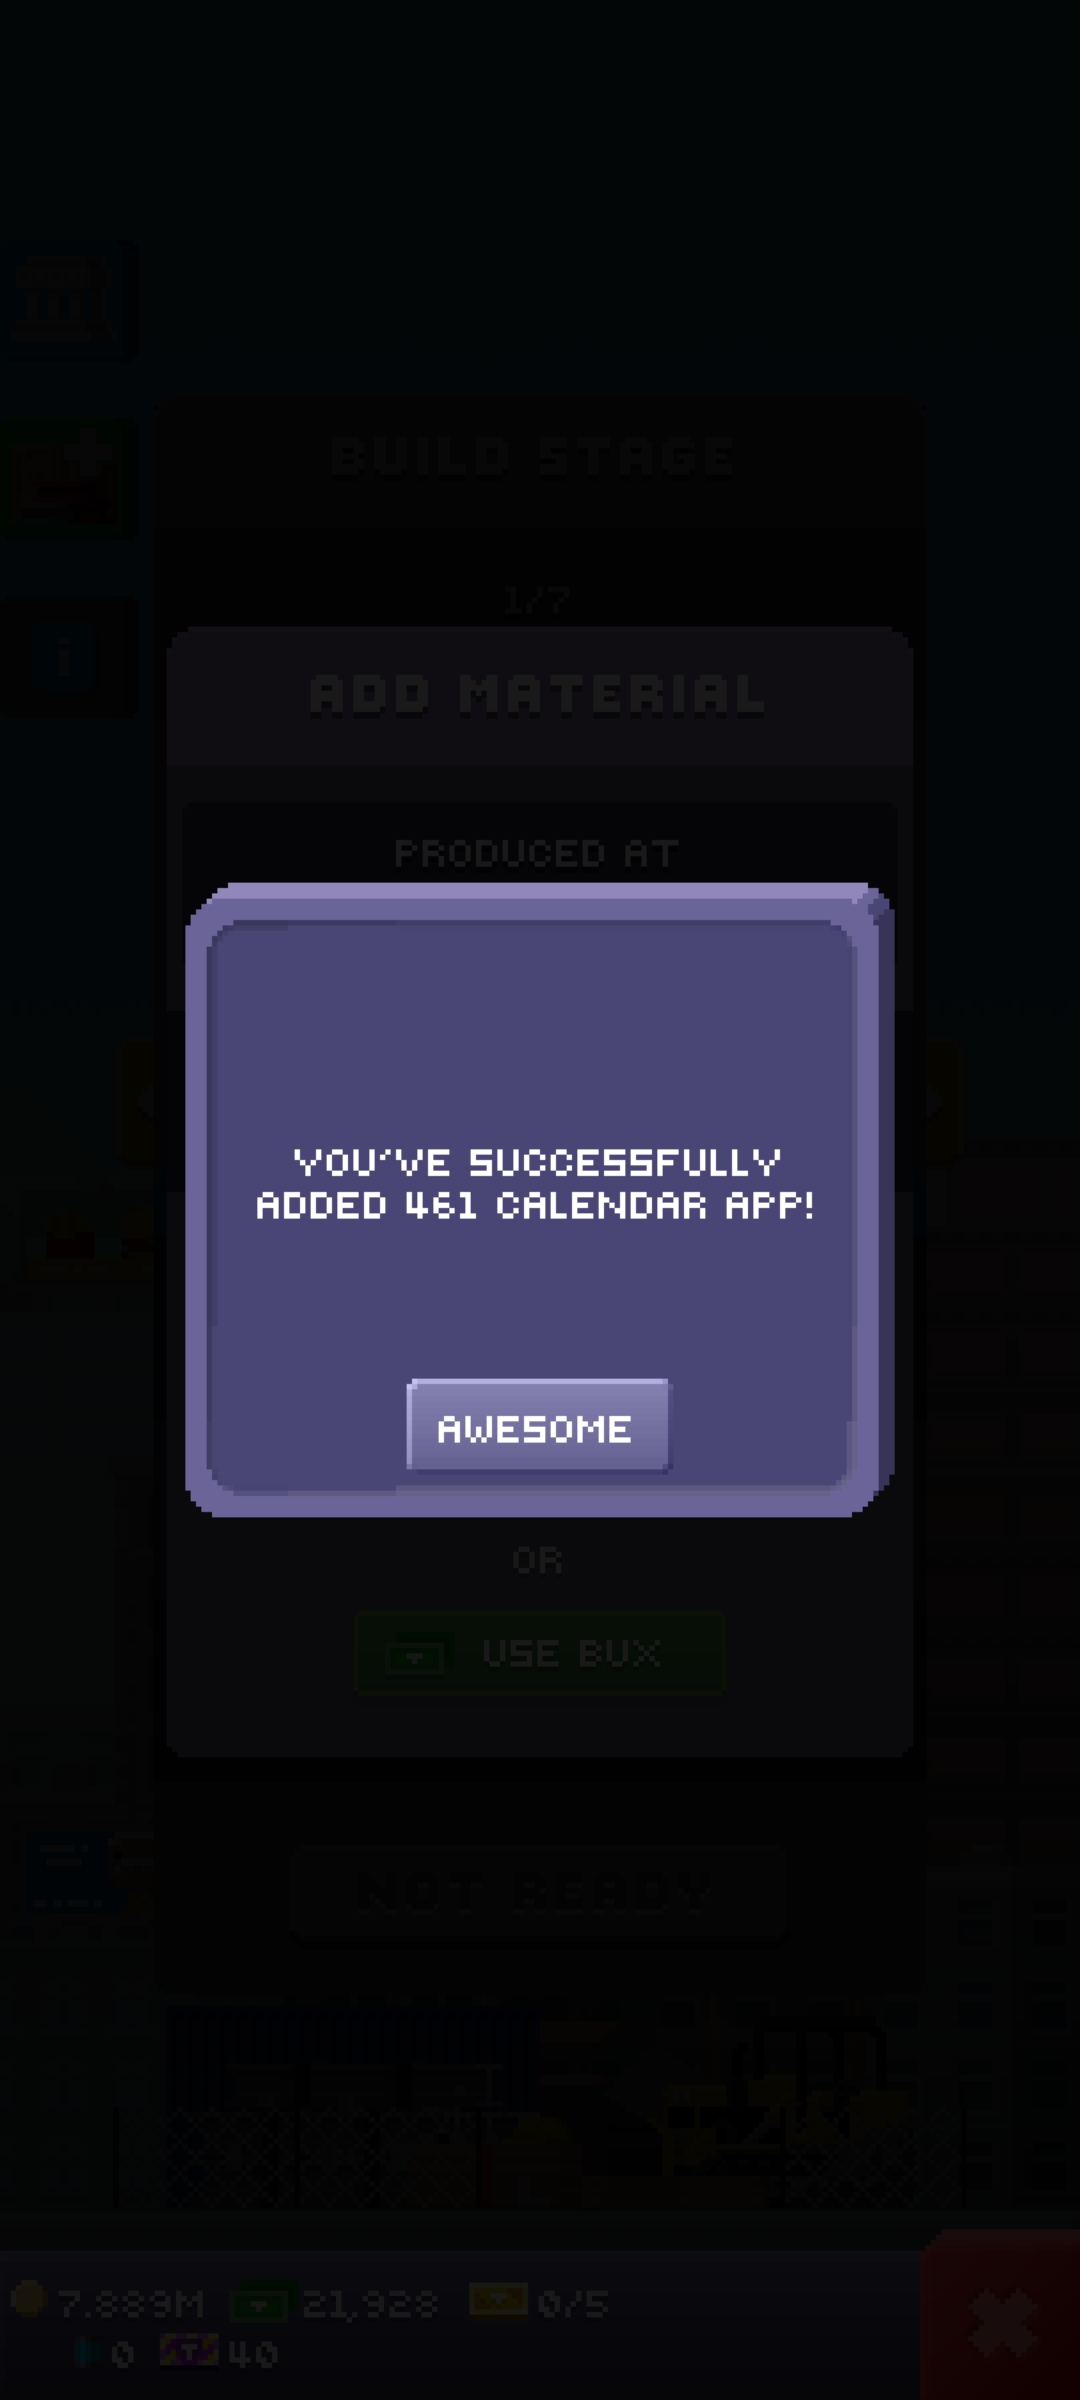 BUILD STAGE
1/7
ADD MATERIAL
PRODUCED AT
YOU'VE SUCCESSFULLY
ADDED 461 CALENDAR APP!
AWESOME
OR
USE BUX
NOT READY
7.889M 21,928 0/5
0 40